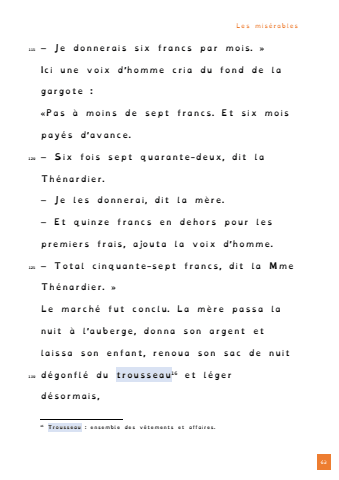 Les misérables
115 – Je donnerais six francs par mois. »
Ici une voix d'homme cria du fond de la
gargote :
«Pas à moins de sept francs. Et six mois
payés d'avance.
120 – Six fois sept quarante-deux, dit la
Thénardier.
– Je les donnerai, dit la mère.
– Et quinze francs en dehors pour les
premiers frais, ajouta la voix d'homme.
125 – Total cinquante-sept francs, dit la Mme
Thénardier. »
Le marché fut conclu. La mère passa la
nuit à l'auberge, donna son argent et
laissa son enfant, renoua son sac de nuit
130 dégonflé du trousseau et léger
désormais,
Trousseau : ensemble des vêtements et affaires.
63